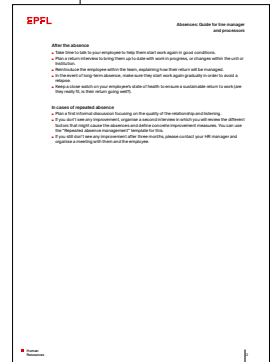 EPFL
Absences: Guide for line manager
and processors
After the absence
Take time to talk to your employee to help them start work again in good conditions.
Plan a return interview to bring them up to date with work in progress, or changes within the unit or
institution.
Reintroduce the employee within the team, explaining how their return will be managed.
In the event of long-term absence, make sure they start work again gradually in order to avoid a
relapse.
Keep a close watch on your employee's state of health to ensure a sustainable return to work (are
they really fit, is their return going well?).
In cases of repeated absence
Plan a first informal discussion focusing on the quality of the relationship and listening.
If you don't see any improvement, organise a second interview in which you will review the different
factors that might cause the absences and define concrete improvement measures. You can use
the "Repeated absence management" template for this.
If you still don't see any improvement after three months, please contact your HR manager and
organise a meeting with them and the employee.
Human
Resources